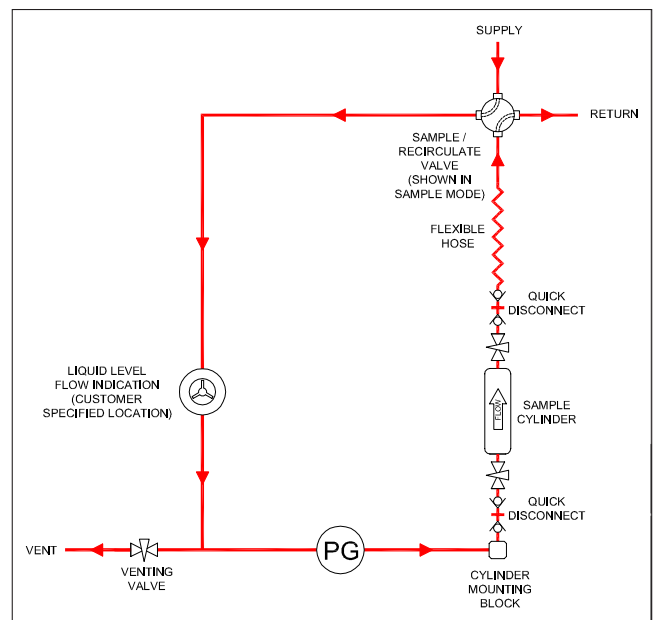 SUPPLY
RETURN
SAMPLE /
RECIRCULATE
VALVE
(SHOWN IN
SAMPLE MODE)
FLEXIBLE
HOSE
QUICK
DISCONNECT
LIQUID LEVEL
FLOW INDICATION
(CUSTOMER
SPECIFIED LOCATION)
FLOW
SAMPLE
CYLINDER
QUICK
DISCONNECT
VENT
VENTING
VALVE
PG
CYLINDER
MOUNTING
BLOCK